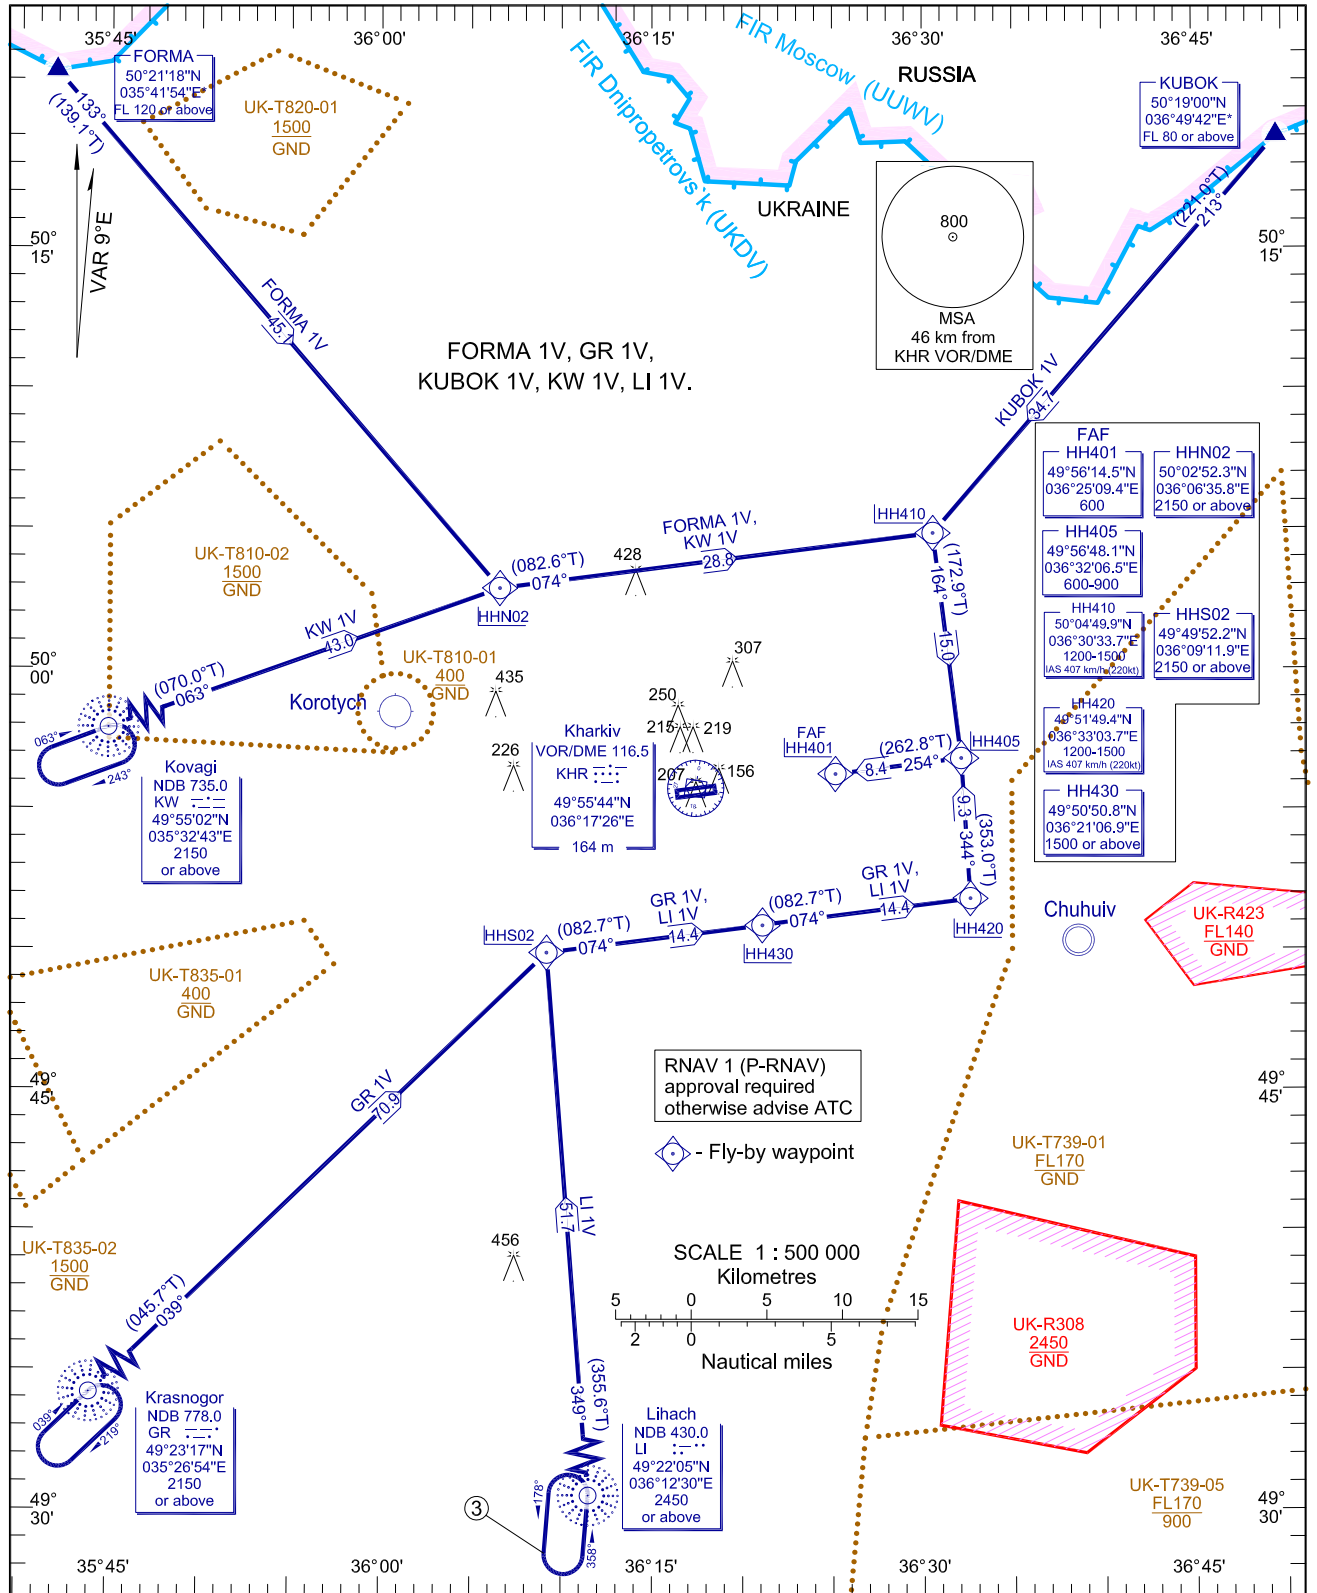 35°45'
36°00'
36°15'
36°30'
36°45'
FORMA
50°21'18"N
035°41'54"E*
FL 120 or above
133°
(139.1°T)
UK-T820-01
1500
GND
FIR Moscow (UUWV)
FIR Dnipropetrovs`k (UKDV)
RUSSIA
UKRAINE
KUBOK
50°19'00"N
036°49'42"E*
FL 80 or above
(221.0°T)
213°
VAR 9°E
50°
15'
50°
15'
800
MSA
46 km from
KHR VOR/DME
FORMA 1V
45.1
FORMA 1V, GR 1V,
KUBOK 1V, KW 1V, LI 1V.
KUBOK 1V
34.7
FAF
HH401
49°56'14.5"N
036°25'09.4"E
600
HHN02
50°02'52.3"N
036°06'35.8"E
2150 or above
HH405
49°56'48.1"N
036°32'06.5"E
600-900
HH410
50°04'49.9"N
036°30'33.7"E
1200-1500
IAS 407 km/h (220kt)
HHS02
49°49'52.2"N
036°09'11.9"E
2150 or above
HH420
49°51'49.4"N
036°33'03.7"E
1200-1500
IAS 407 km/h (220kt)
HH430
49°50'50.8"N
036°21'06.9"E
1500 or above
HH410
FORMA 1V,
KW 1V
28.8
(082.6°T)
074°
428
HHN02
(172.9°T)
164°
15.0
UK-T810-02
1500
GND
KW 1V
43.0
(070.0°T)
063°
50°
00'
UK-T810-01
400
GND
Korotych
435
307
250
215
219
226
207
156
063°
243°
Kovagi
NDB 735.0
KW
49°55'02"N
035°32'43"E
2150
or above
Kharkiv
VOR/DME 116.5
KHR
49°55'44"N
036°17'26"E
164 m
FAF
HH401
HH405
(262.8°T)
8.4
254°
9.3
344°
(353.0°T)
GR 1V,
LI 1V
14.4
(082.7°T)
074°
HH420
HH430
GR 1V,
LI 1V
14.4
(082.7°T)
074°
HHS02
Chuhuiv
UK-R423
FL140
GND
UK-T835-01
400
GND
49°
45'
49°
45'
GR 1V
70.9
RNAV 1 (P-RNAV)
approval required
otherwise advise ATC
- Fly-by waypoint
UK-T739-01
FL170
GND
LI 1V
51.7
456
SCALE 1 : 500 000
Kilometres
5 0 5 10 15
2 0 5
Nautical miles
UK-T835-02
1500
GND
(045.7°T)
039°
UK-R308
2450
GND
039°
219°
Krasnogor
NDB 778.0
GR
49°23'17"N
035°26'54"E
2150
or above
(355.6°T)
349°
Lihach
NDB 430.0
LI
49°22'05"N
036°12'30"E
2450
or above
178°
358°
3
UK-T739-05
FL170
900
49°
30'
49°
30'
35°45'
36°00'
36°15'
36°30'
36°45'